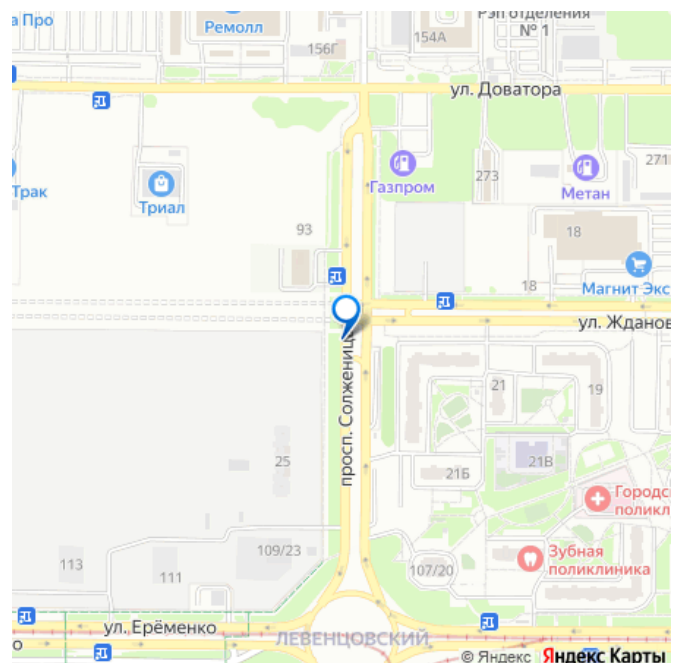 а Про
Ремолл
156Г
154А
Рэп отделения
№ 1
ул. Доватора
Газпром
273
Метан
271
Трак
Триал
93
18
18
Магнит Экс
ул. Жданов
просп. Солженица
21
19
25
21Б
21В
Городс
поликл
109/23
Зубная
поликлиника
113
111
107/20
ул. Ерёменко
о
ЛЕВЕНЦОВСКИЙ
© Яндекс Яндекс Карты